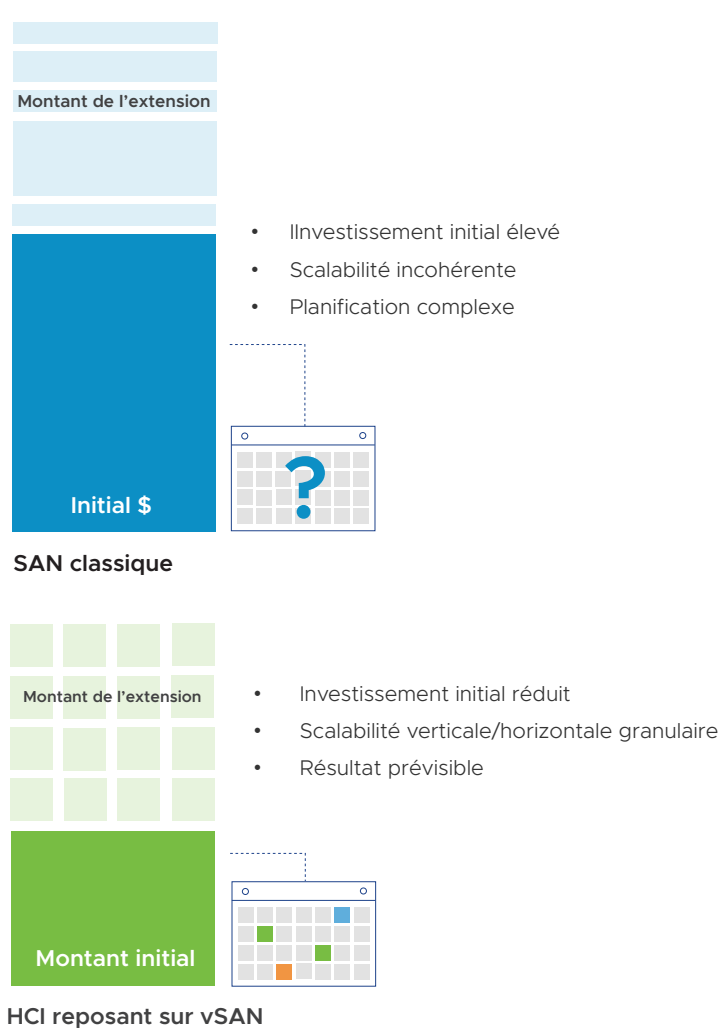 Montant de l'extension
• IInvestissement initial élevé
• Scalabilité incohérente
• Planification complexe
?
Initial $
SAN classique
Montant de l'extension
• Investissement initial réduit
• Scalabilité verticale/horizontale granulaire
• Résultat prévisible
Montant initial
HCI reposant sur vSAN